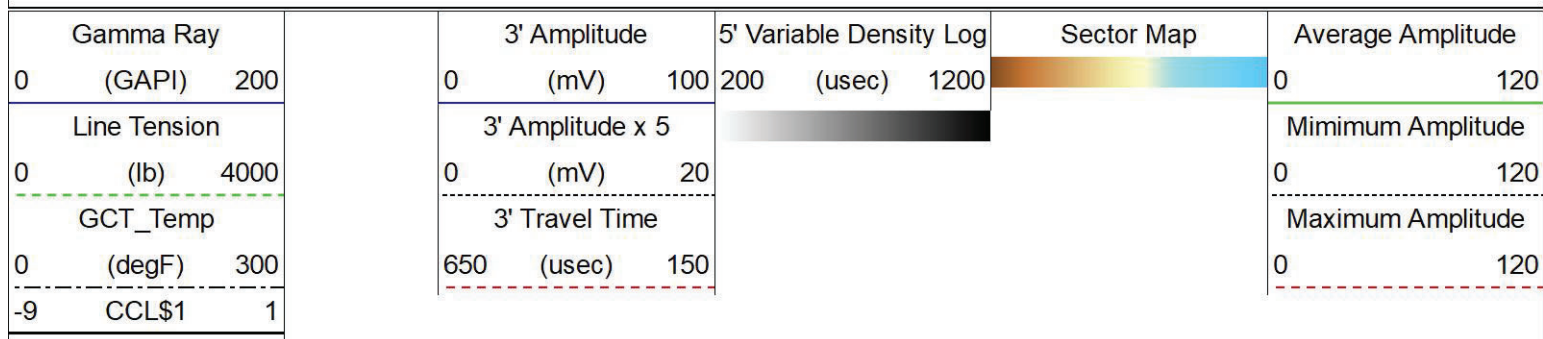 Gamma Ray
0 (GAPI) 200
Line Tension
0 (lb) 4000
GCT_Temp
0 (degF) 300
-9 CCL$1 1
3' Amplitude
0 (mV) 100
3' Amplitude x 5
0 (mV) 20
3' Travel Time
650 (usec) 150
5' Variable Density Log
200 (usec) 1200
Sector Map
Average Amplitude
0 120
Mimimum Amplitude
0 120
Maximum Amplitude
0 120